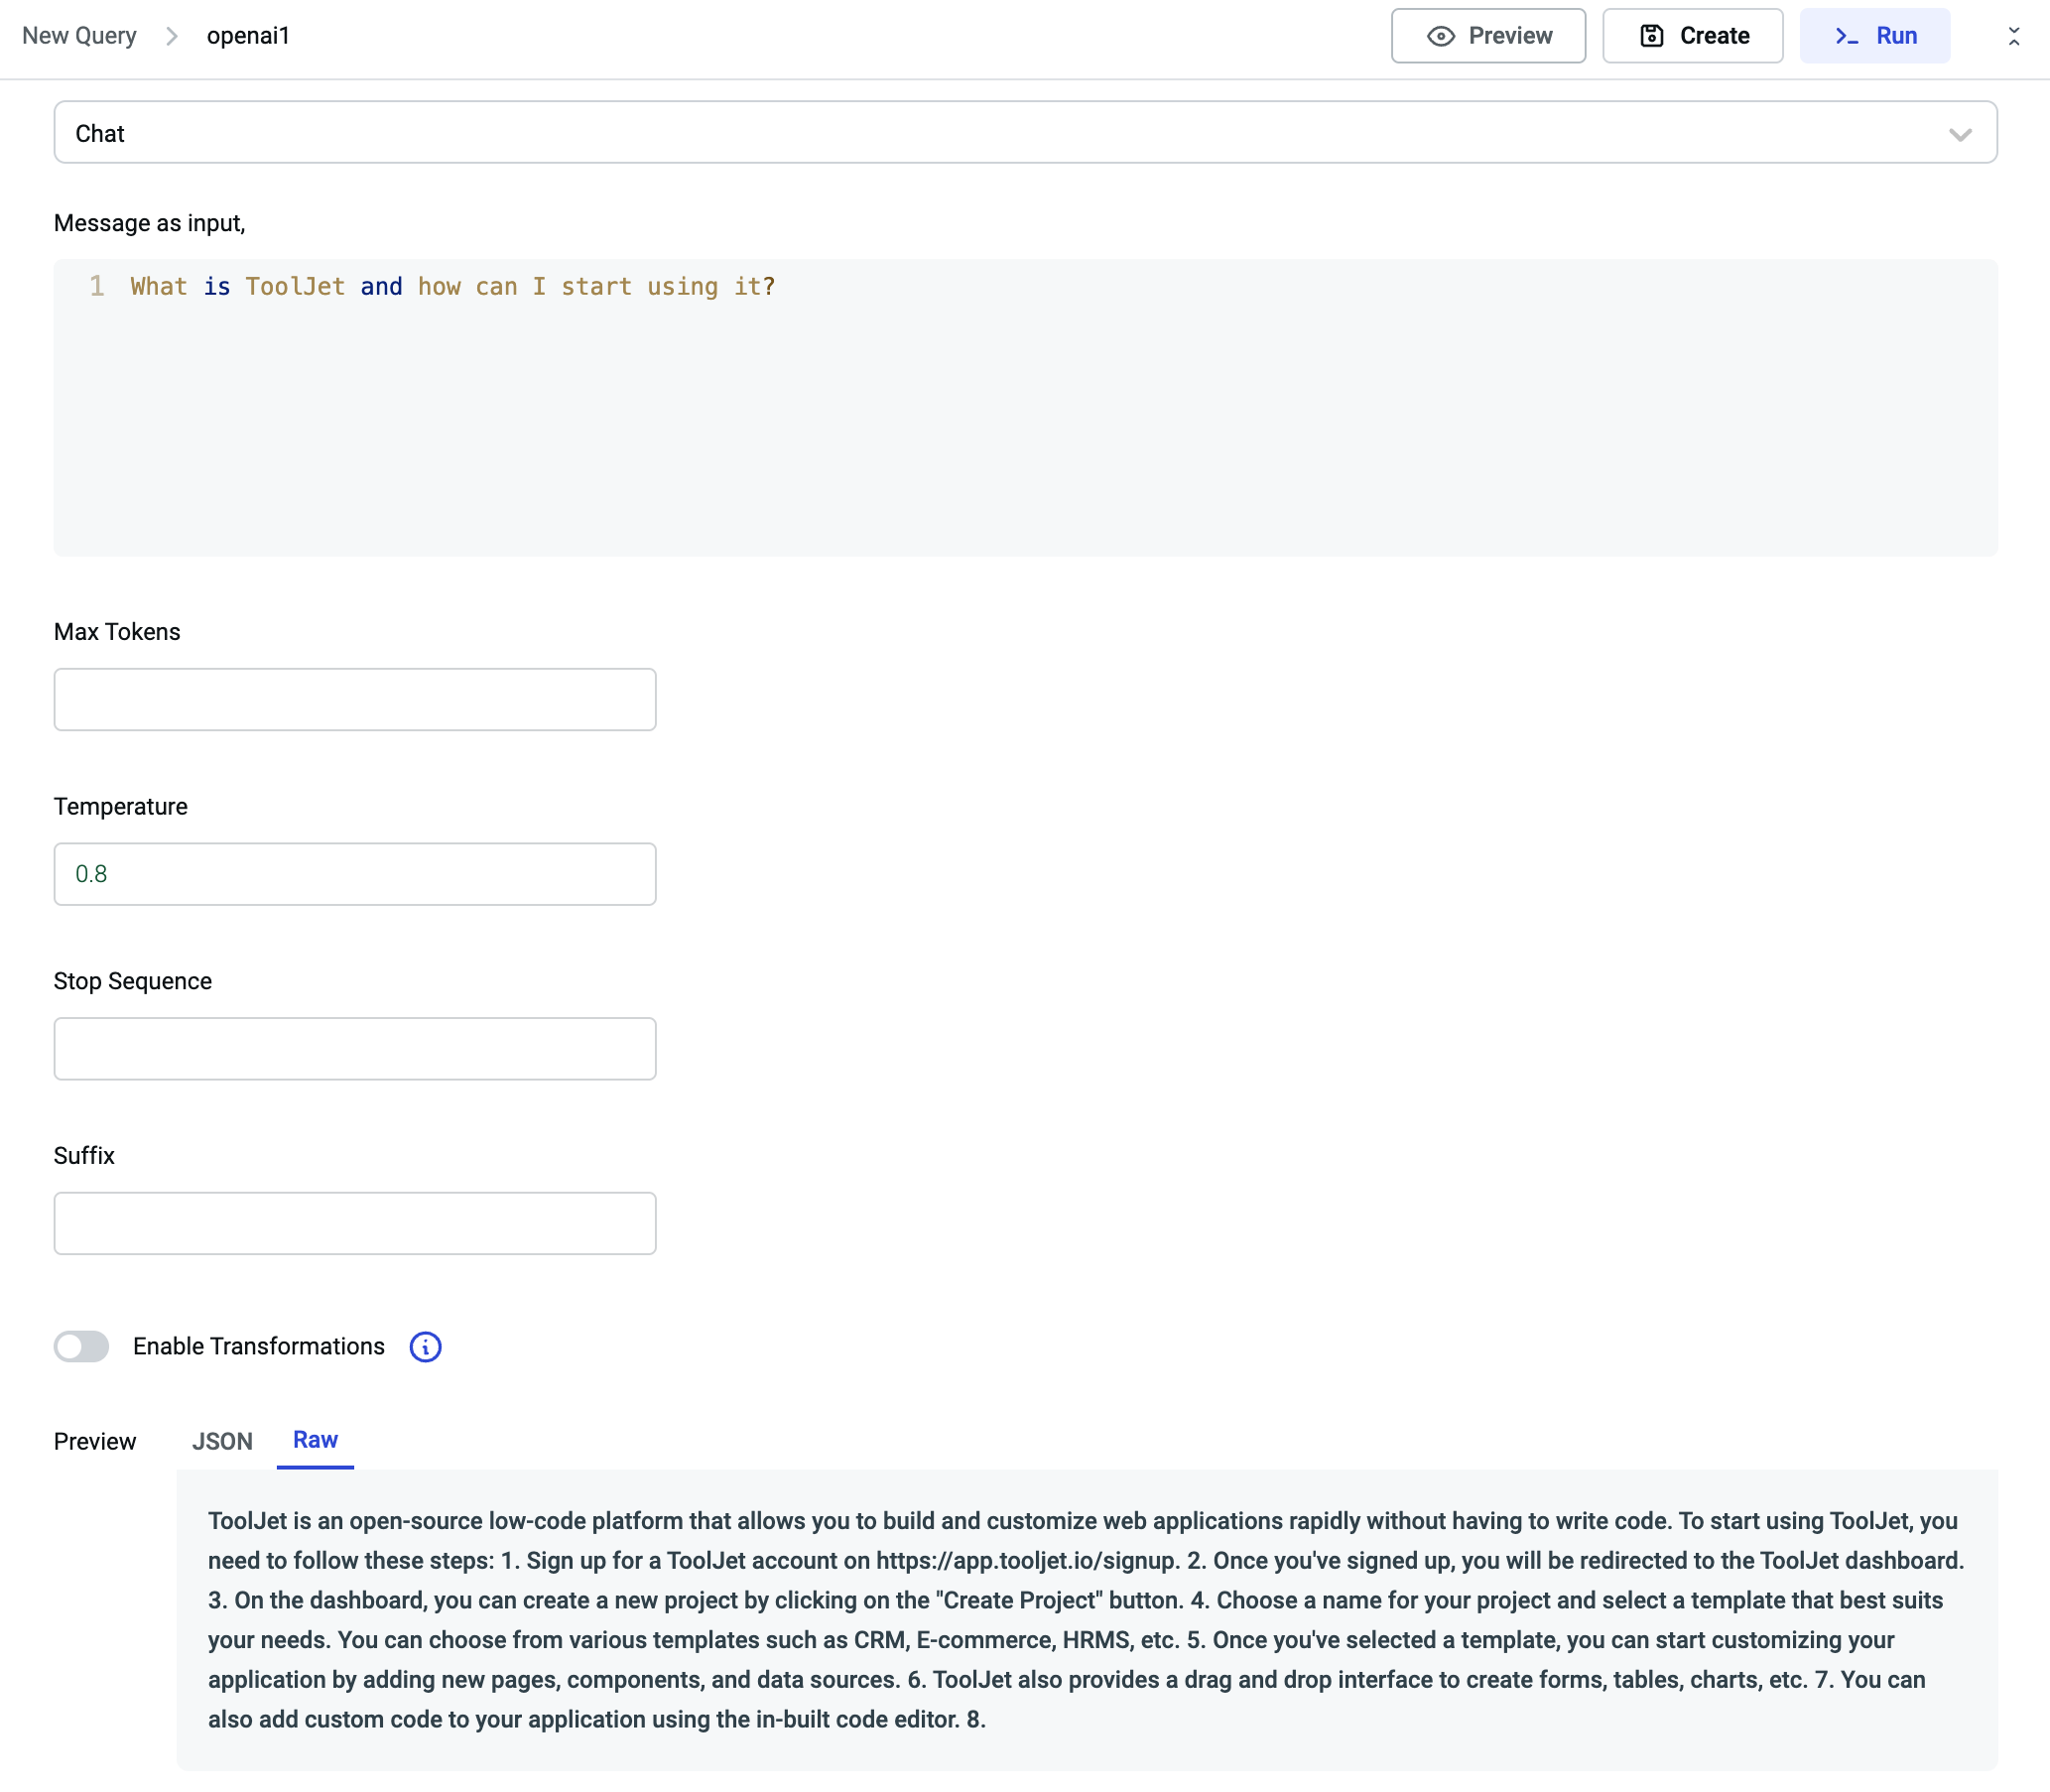 New Query > openai1 Preview Create >_ Run
Chat
Message as input,
1 What is ToolJet and how can I start using it?
Max Tokens
Temperature
0.8
Stop Sequence
Suffix
Enable Transformations i
Preview JSON Raw
ToolJet is an open-source low-code platform that allows you to build and customize web applications rapidly without having to write code. To start using ToolJet, you
need to follow these steps: 1. Sign up for a ToolJet account on https://app.tooljet.io/signup. 2. Once you've signed up, you will be redirected to the ToolJet dashboard.
3. On the dashboard, you can create a new project by clicking on the "Create Project" button. 4. Choose a name for your project and select a template that best suits
your needs. You can choose from various templates such as CRM, E-commerce, HRMS, etc. 5. Once you've selected a template, you can start customizing your
application by adding new pages, components, and data sources. 6. ToolJet also provides a drag and drop interface to create forms, tables, charts, etc. 7. You can
also add custom code to your application using the in-built code editor. 8.